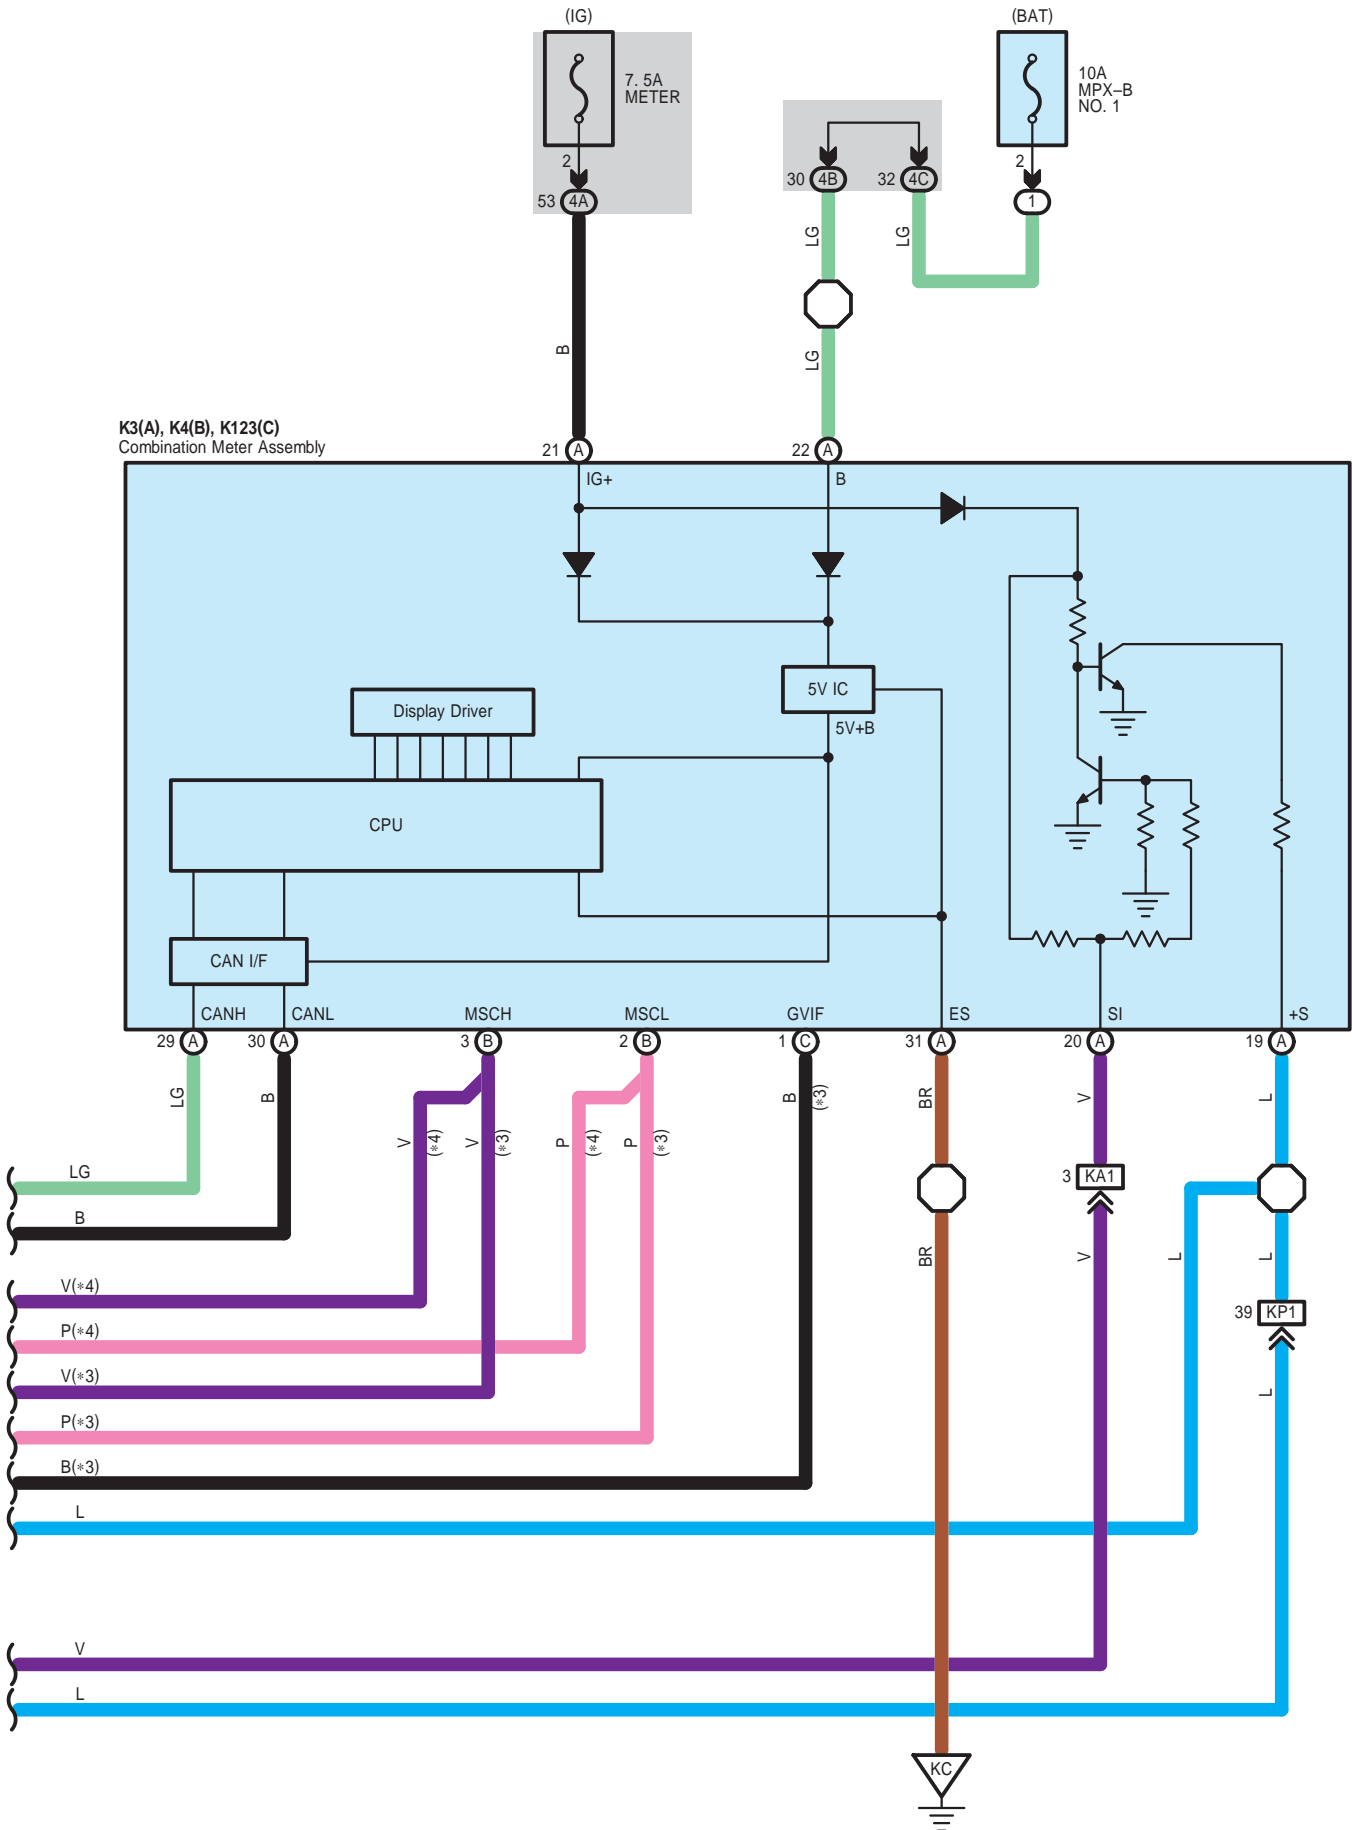 (IG)
(BAT)
7. 5A
METER
10A
MPX–B
NO. 1
2
2
53 4A
30 4B
32 4C
1
LG
LG
B
LG
K3(A), K4(B), K123(C)
Combination Meter Assembly
21 A
22 A
IG+
B
5V IC
5V+B
Display Driver
CPU
CAN I/F
CANH
CANL
MSCH
MSCL
GVIF
ES
SI
+S
29 A
30 A
3 B
2 B
1 C
31 A
20 A
19 A
LG
B
V
(*4)
V
(*3)
P
(*4)
P
(*3)
B
(*3)
BR
V
L
3 KA1
BR
V
L
L
39 KP1
L
LG
B
V(*4)
P(*4)
V(*3)
P(*3)
B(*3)
L
V
L
KC